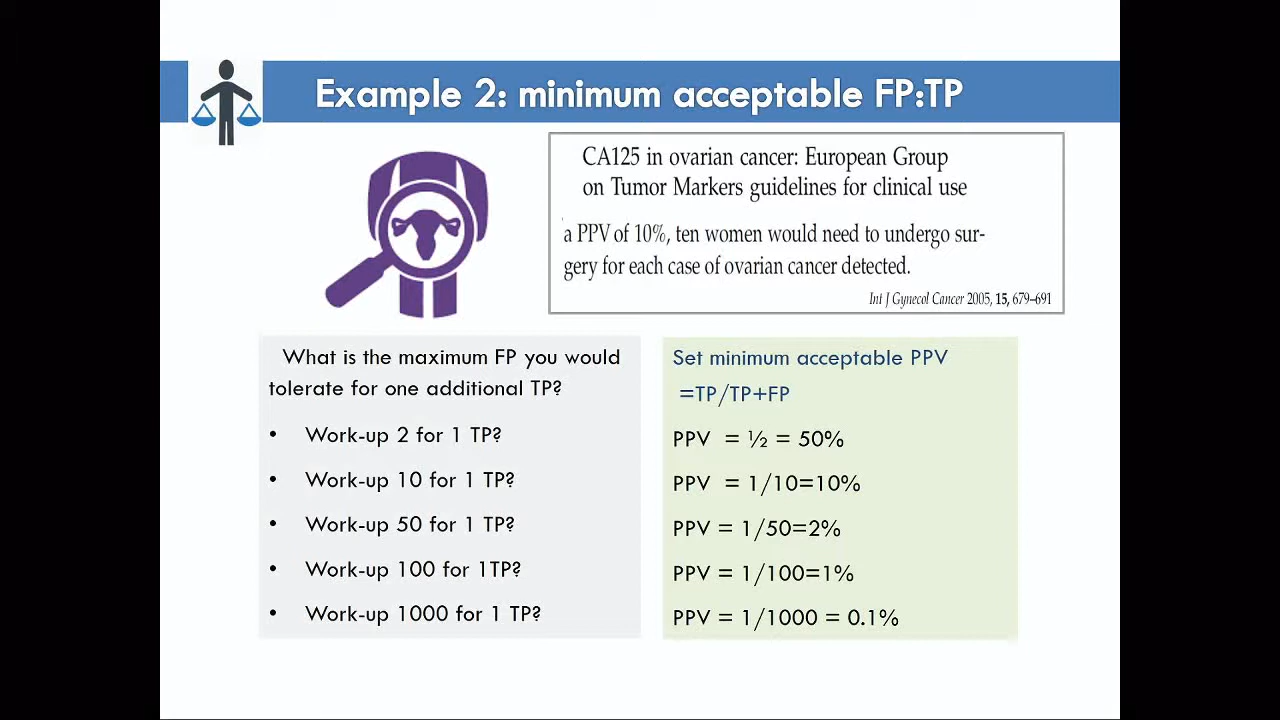 Example 2: minimum acceptable FP:TP
CA125 in ovarian cancer: European Group
on Tumor Markers guidelines for clinical use
a PPV of 10%, ten women would need to undergo sur-
gery for each case of ovarian cancer detected.
Int J Gynecol Cancer 2005, 15, 679–691
What is the maximum FP you would
tolerate for one additional TP?
• Work-up 2 for 1 TP?
• Work-up 10 for 1 TP?
• Work-up 50 for 1 TP?
• Work-up 100 for 1TP?
• Work-up 1000 for 1 TP?
Set minimum acceptable PPV
=TP/TP+FP
PPV = ½ = 50%
PPV = 1/10=10%
PPV = 1/50=2%
PPV = 1/100=1%
PPV = 1/1000 = 0.1%